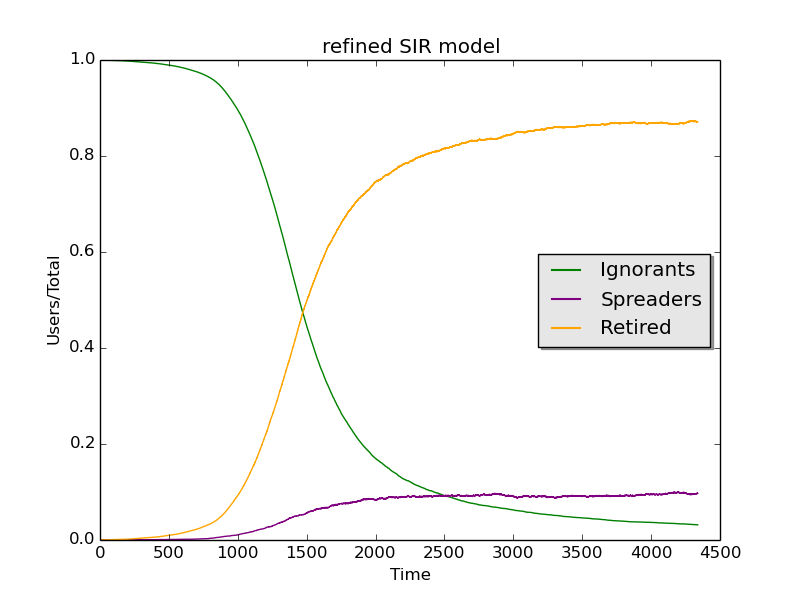 refined SIR model
1.0
0.8
0.6
0.4
0.2
0.0
Users/Total
Ignorants
Spreaders
Retired
0 500 1000 1500 2000 2500 3000 3500 4000 4500
Time